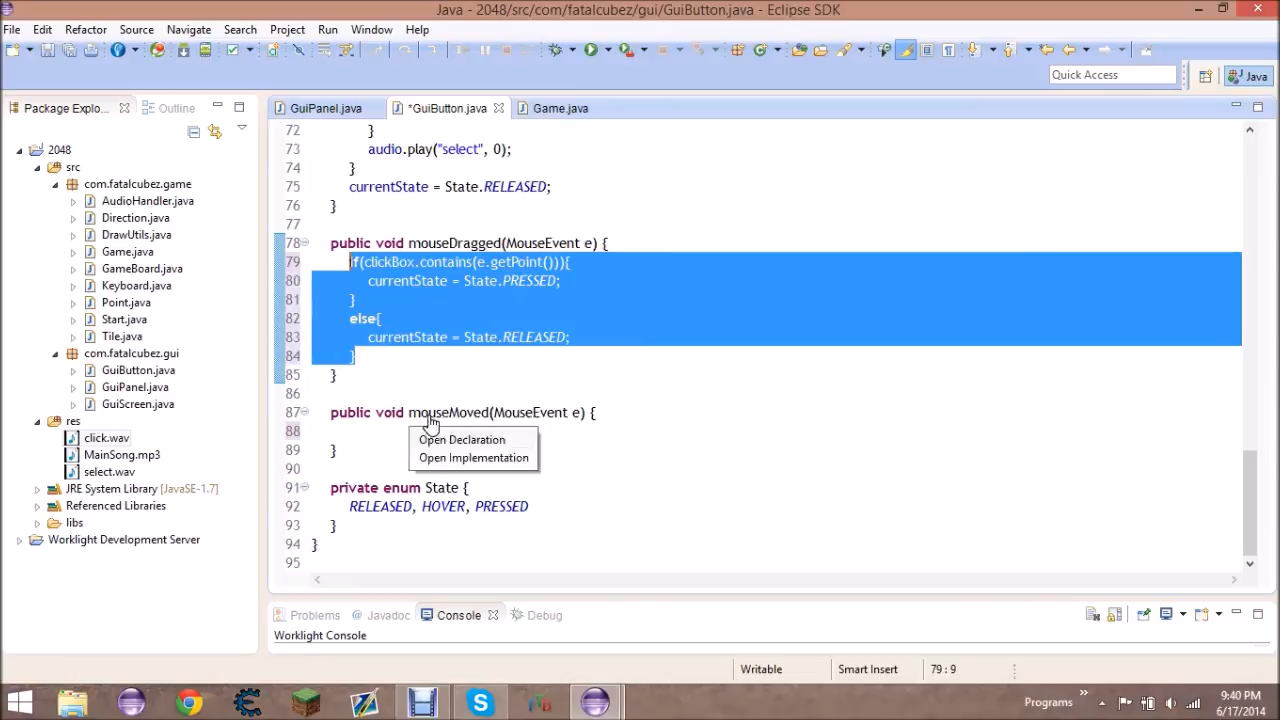 Java - 2048/src/com/fatalcubez/gui/GuiButton.java - Eclipse SDK
File Edit Refactor Source Navigate Search Project Run Window Help
Quick Access
Java
Package Explo...
Outline
GuiPanel.java
*GuiButton.java
Game.java
2048
src
com.fatalcubez.game
AudioHandler.java
Direction.java
DrawUtils.java
Game.java
GameBoard.java
Keyboard.java
Point.java
Start.java
Tile.java
com.fatalcubez.gui
GuiButton.java
GuiPanel.java
GuiScreen.java
res
click.wav
MainSong.mp3
select.wav
JRE System Library [JavaSE-1.7]
Referenced Libraries
libs
Worklight Development Server
72 }
73 audio.play("select", 0);
74 }
75 currentState = State.RELEASED;
76 }
77
78 public void mouseDragged(MouseEvent e) {
79 if(clickBox.contains(e.getPoint())){
80 currentState = State.PRESSED;
81 }
82 else{
83 currentState = State.RELEASED;
84 }
85 }
86
87 public void mouseMoved(MouseEvent e) {
88
89 }
90
91 private enum State {
92 RELEASED, HOVER, PRESSED
93 }
94 }
95
Open Declaration
Open Implementation
Problems @ Javadoc Console Debug
Worklight Console
Writable Smart Insert 79 : 9
Programs
9:40 PM
6/17/2014